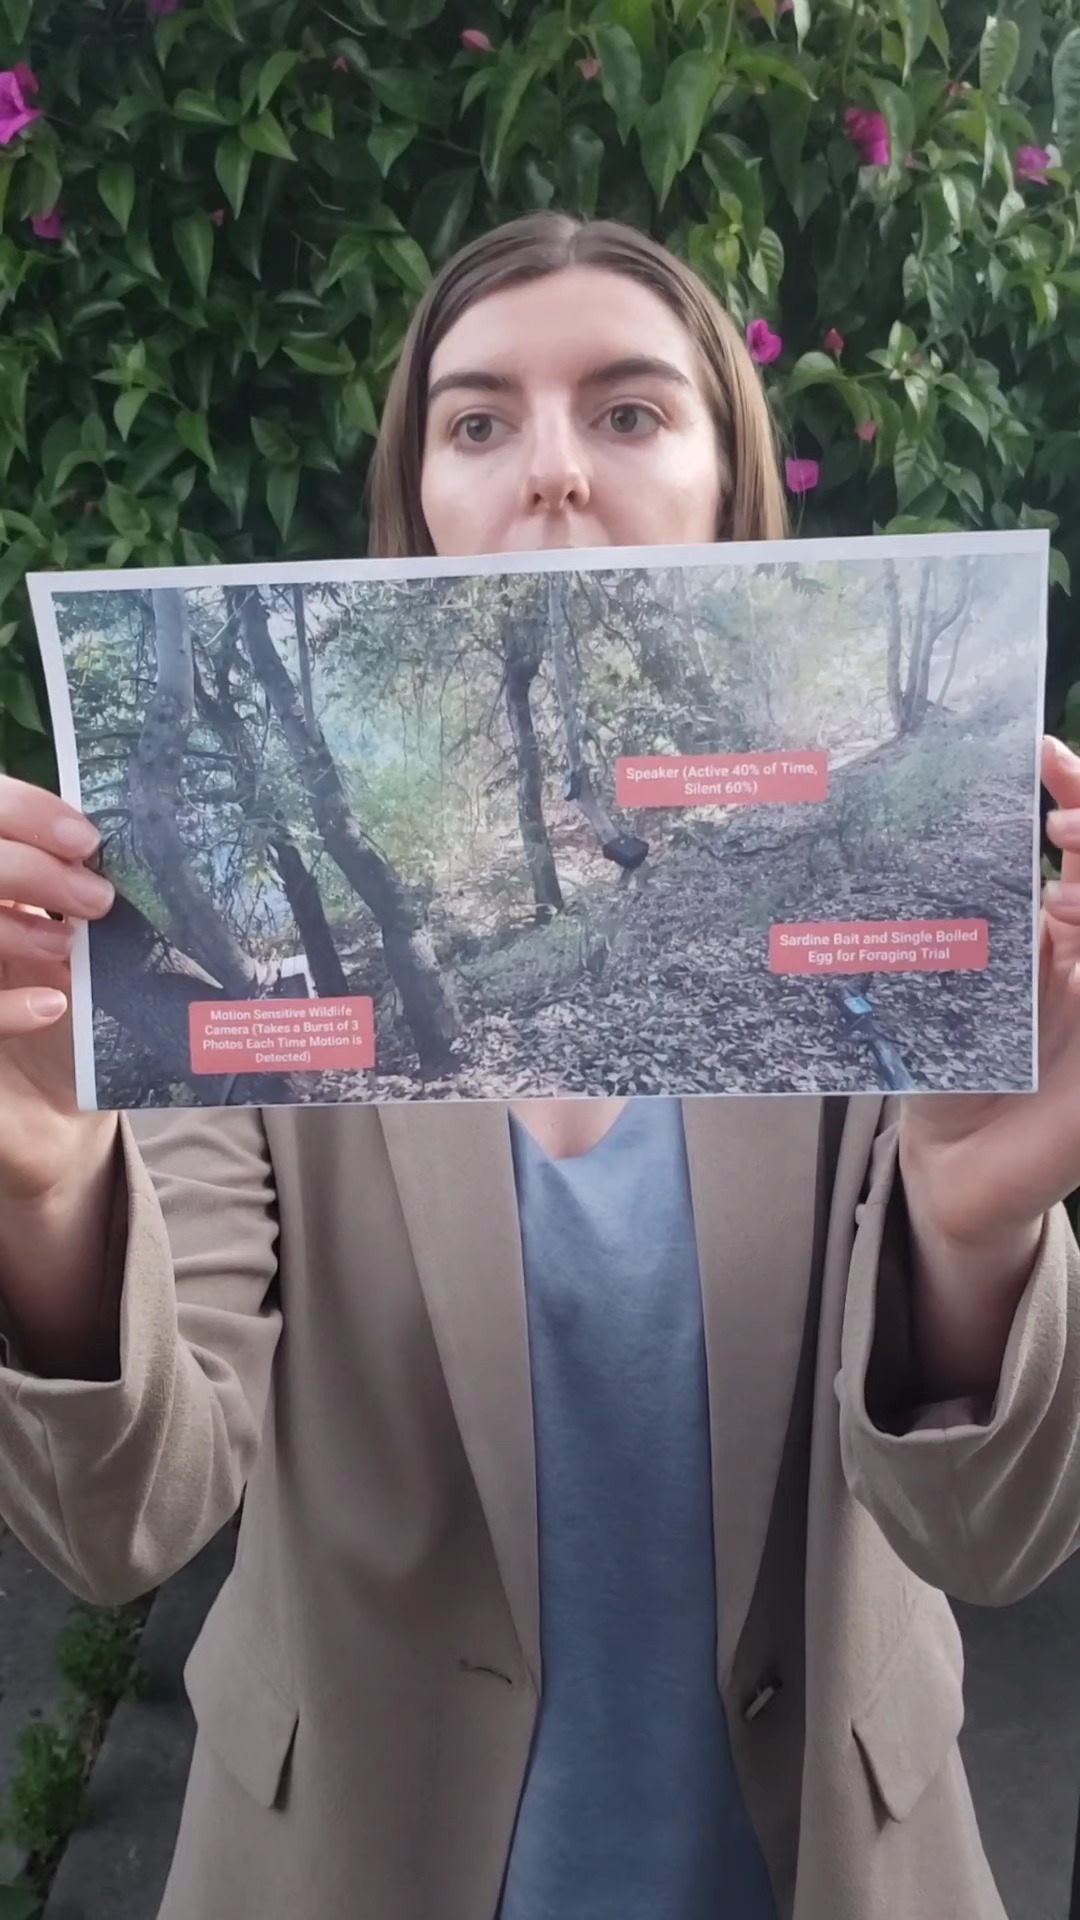 Speaker (Active 40% of Time,
Silent 60%)
Sardine Bait and Single Boiled
Egg for Foraging Trial
Motion Sensitive Wildlife
Camera (Takes a Burst of 3
Photos Each Time Motion is
Detected)